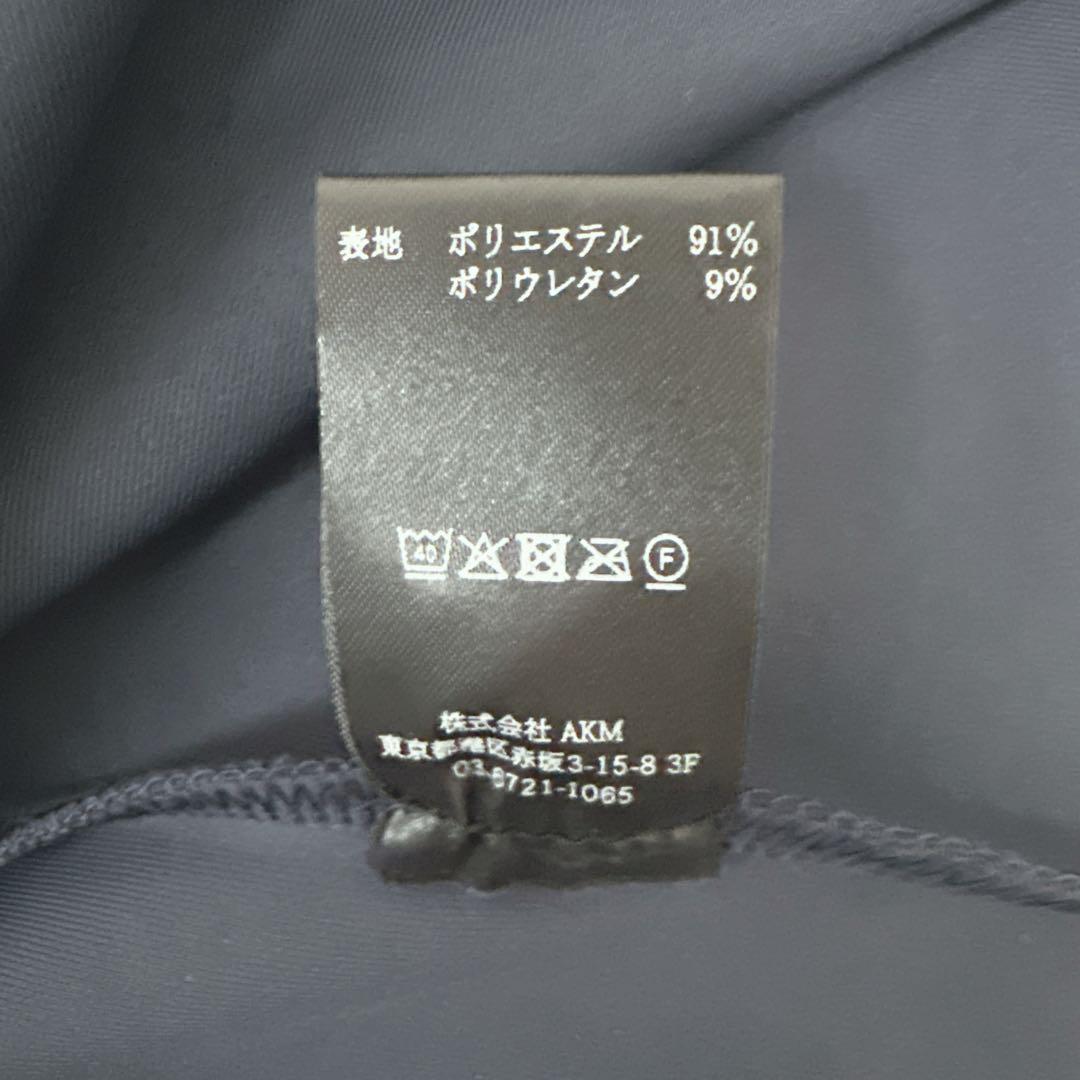 表地 ポリエステル 91%
ポリウレタン 9%
40
F
株式会社 AKM
東京都港区赤坂3-15-8 3F
03-6721-1065